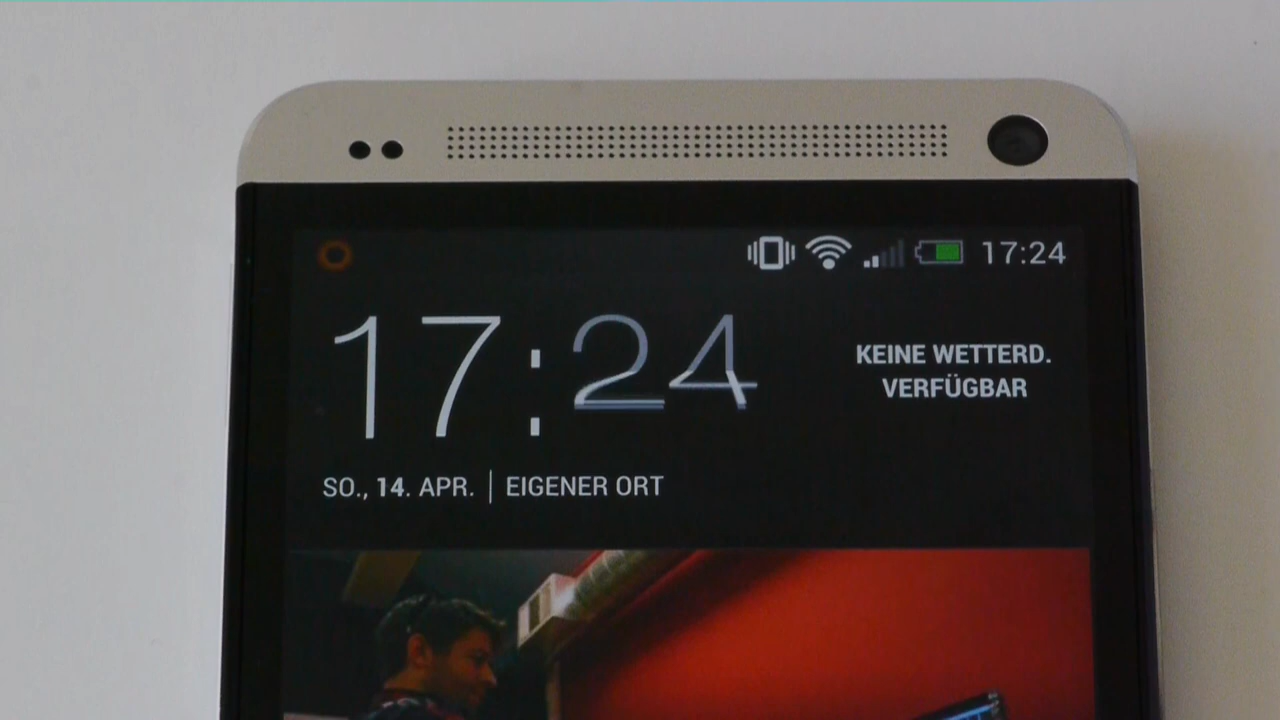 17:24
17:24
KEINE WETTERD.
VERFÜGBAR
SO., 14. APR. | EIGENER ORT